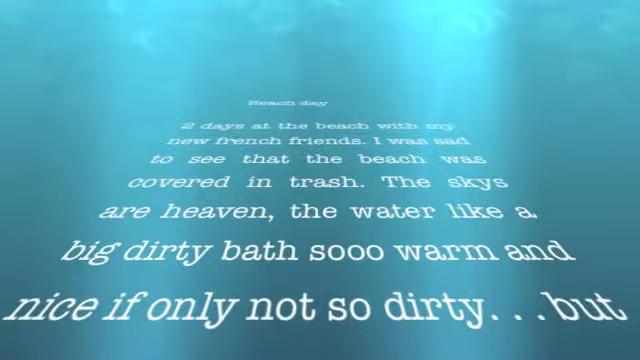 Beach day
2 days at the beach with my
new french friends. I was sad
to see that the beach was
covered in trash. The skys
are heaven, the water like a
big dirty bath sooo warm and
nice if only not so dirty. . . but